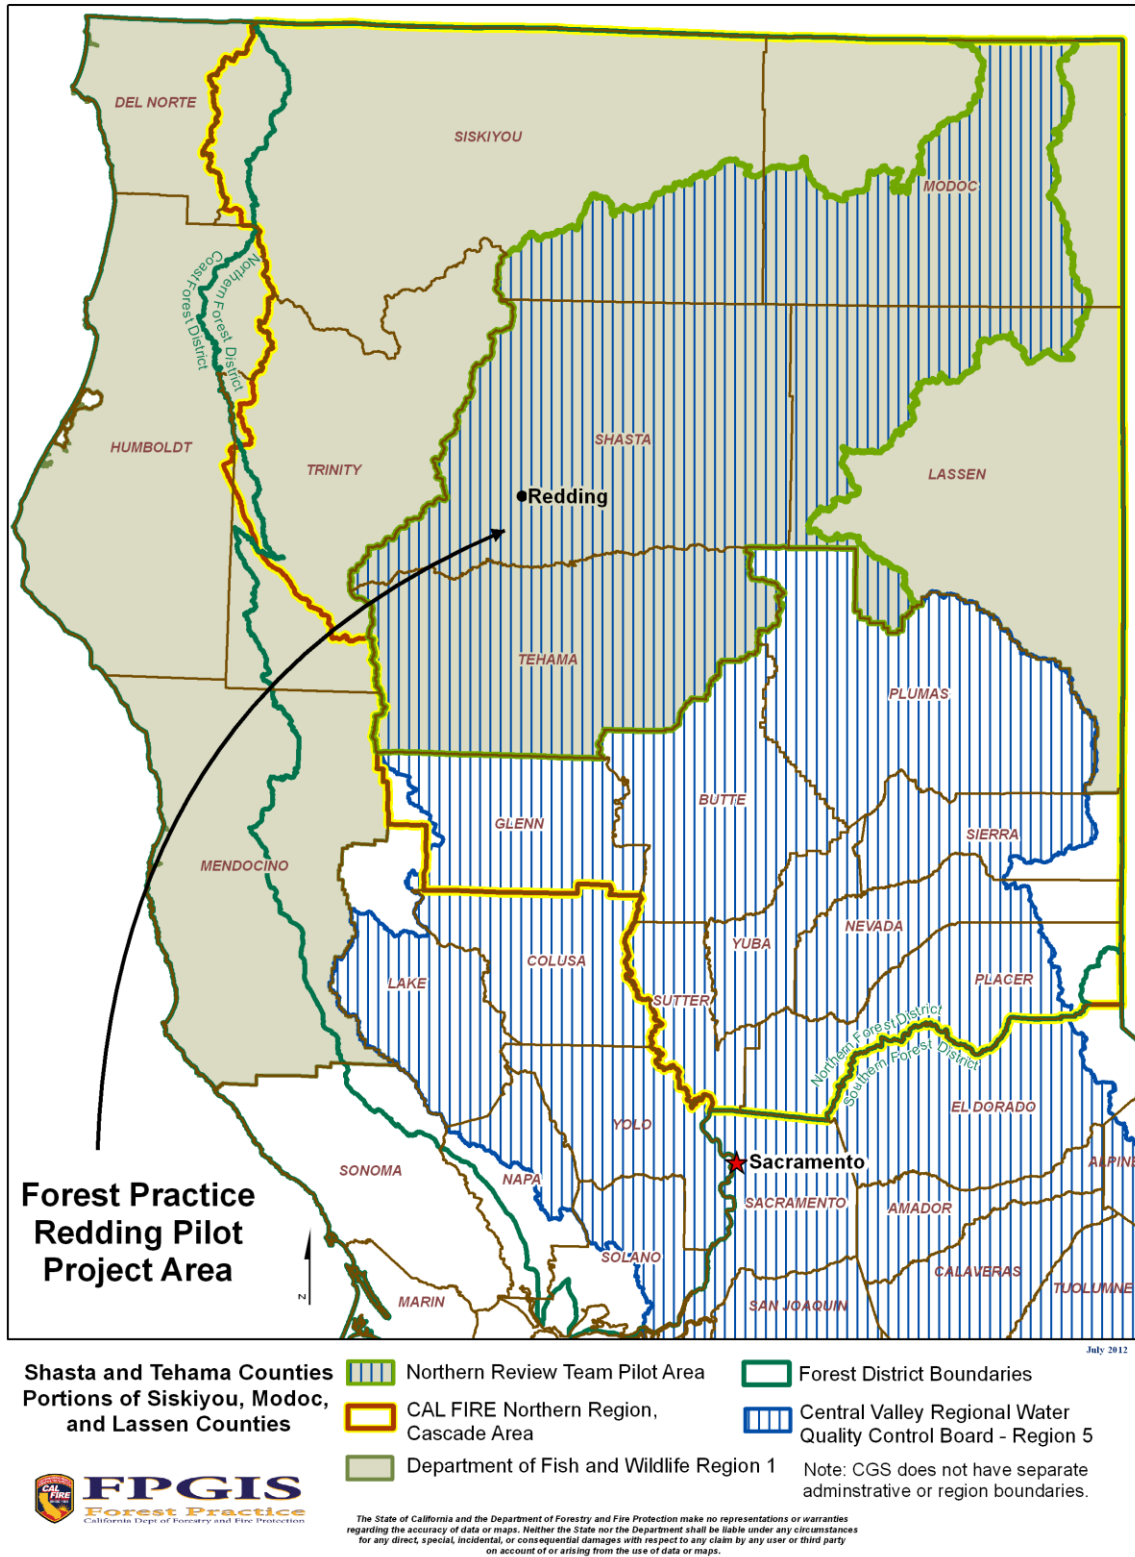 DEL NORTE
SISKIYOU
MODOC
Northern Forest District
Coast Forest District
HUMBOLDT
TRINITY
SHASTA
LASSEN
Redding
TEHAMA
PLUMAS
BUTTE
GLENN
SIERRA
MENDOCINO
NEVADA
YUBA
COLUSA
LAKE
PLACER
SUTTER
Northern Forest District
Southern Forest District
EL DORADO
YOLO
Sacramento
ALPINE
SONOMA
NAPA
SACRAMENTO
AMADOR
Forest Practice
Redding Pilot
Project Area
SOLANO
CALAVERAS
TUOLUMNE
MARIN
SAN JOAQUIN
Z
July 2012
Shasta and Tehama Counties
Portions of Siskiyou, Modoc,
and Lassen Counties
Northern Review Team Pilot Area
CAL FIRE Northern Region,
Cascade Area
Department of Fish and Wildlife Region 1
Forest District Boundaries
Central Valley Regional Water
Quality Control Board - Region 5
Note: CGS does not have separate
adminstrative or region boundaries.
CAL
FIRE
FPGIS
Forest Practice
California Dept of Forestry and Fire Protection
The State of California and the Department of Forestry and Fire Protection make no representations or warranties
regarding the accuracy of data or maps. Neither the State nor the Department shall be liable under any circumstances
for any direct, special, incidental, or consequential damages with respect to any claim by any user or third party
on account of or arising from the use of data or maps.